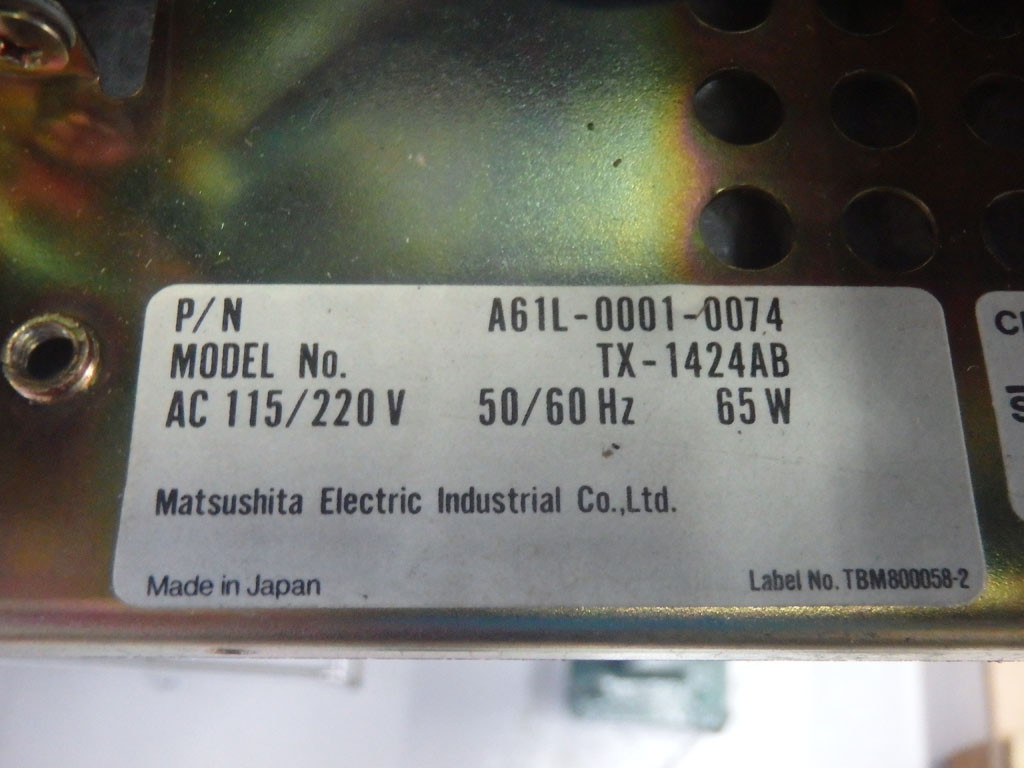 P/N A61L-0001-0074
MODEL No. TX-1424AB
AC 115/220 V 50/60 Hz 65 W
Matsushita Electric Industrial Co.,Ltd.
Made in Japan Label No. TBM800058-2